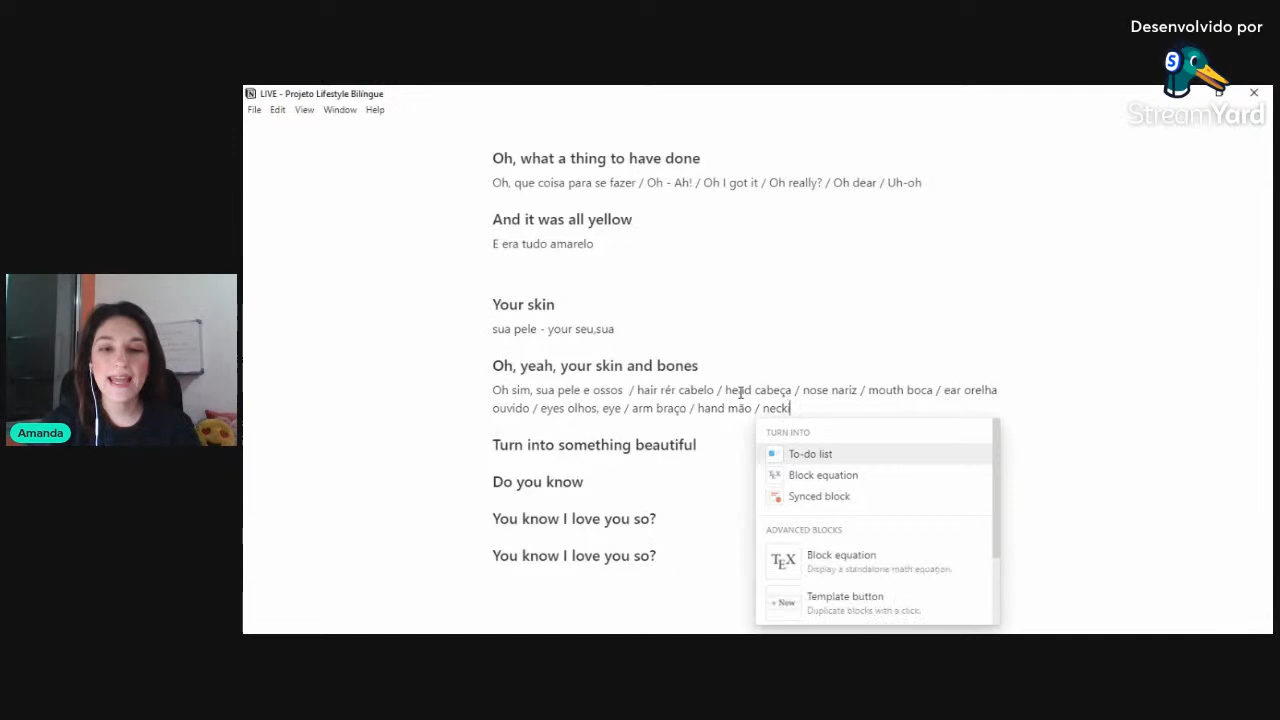 Desenvolvido por
StreamYard
LIVE - Projeto Lifestyle Bilíngue
File Edit View Window Help
Oh, what a thing to have done
Oh, que coisa para se fazer / Oh - Ah! / Oh I got it / Oh really? / Oh dear / Uh-oh
And it was all yellow
E era tudo amarelo
Your skin
sua pele - your seu,sua
Oh, yeah, your skin and bones
Oh sim, sua pele e ossos / hair rér cabelo / head cabeça / nose nariz / mouth boca / ear orelha
ouvido / eyes olhos, eye / arm braço / hand mão / neck
Turn into something beautiful
Do you know
You know I love you so?
You know I love you so?
TURN INTO
To-do list
Block equation
Synced block
ADVANCED BLOCKS
TEX
Block equation
Display a standalone math equation.
+ New
Template button
Duplicate blocks with a click.
Amanda